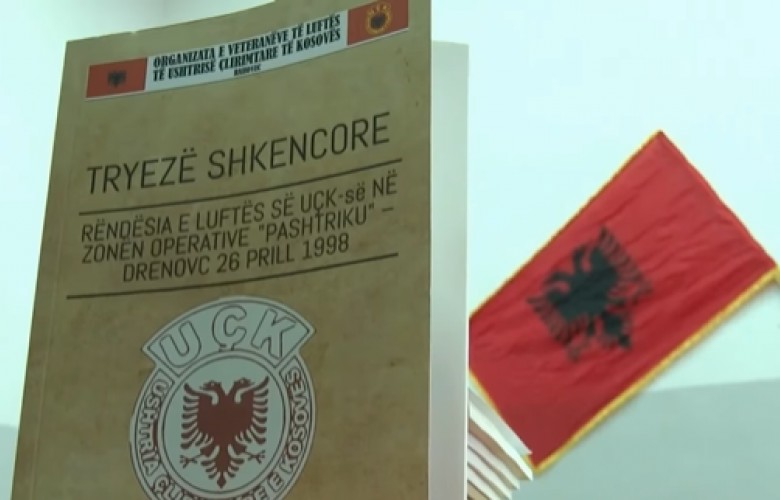 ORGANIZATA E VETERANËVE TË LUFTËS
TË USHTRISË ÇLIRIMTARE TË KOSOVËS
TRYEZË SHKENCORE
RËNDËSIA E LUFTËS SË UÇK-së NË
ZONËN OPERATIVE "PASHTRIKU" –
DRENOVC 26 PRILL 1998
UÇK
USHTRIA E KOSOVËS